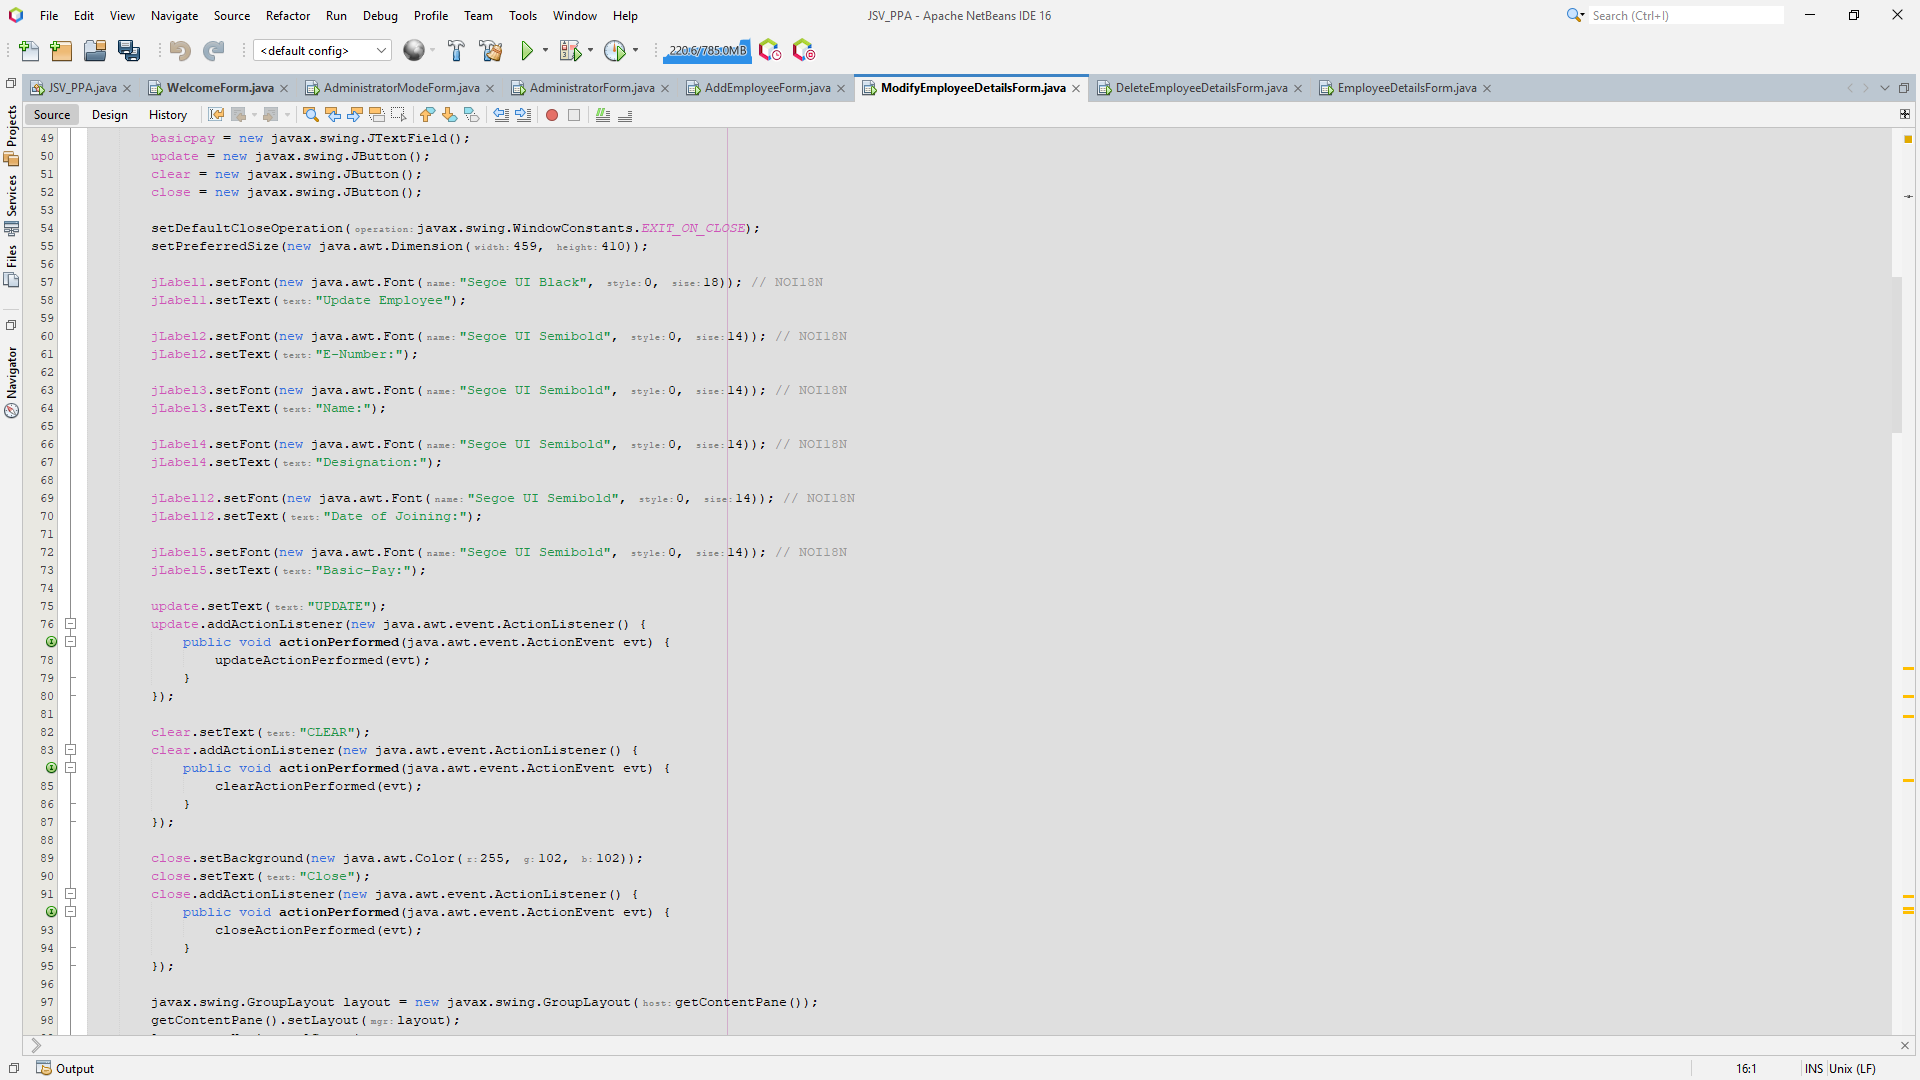 File Edit View Navigate Source Refactor Run Debug Profile Team Tools Window Help JSV_PPA - Apache NetBeans IDE 16 Search (Ctrl+I)
<default config> 220.6/785.0MB
JSV_PPA.java WelcomeForm.java AdministratorModeForm.java AdministratorForm.java AddEmployeeForm.java ModifyEmployeeDetailsForm.java DeleteEmployeeDetailsForm.java EmployeeDetailsForm.java
Source Design History
Projects
Services
Files
Navigator
49 basicpay = new javax.swing.JTextField();
50 update = new javax.swing.JButton();
51 clear = new javax.swing.JButton();
52 close = new javax.swing.JButton();
53
54 setDefaultCloseOperation(operation: javax.swing.WindowConstants.EXIT_ON_CLOSE);
55 setPreferredSize(new java.awt.Dimension(width: 459, height: 410));
56
57 jLabel1.setFont(new java.awt.Font(name: "Segoe UI Black", style: 0, size: 18)); // NOI18N
58 jLabel1.setText(text: "Update Employee");
59
60 jLabel2.setFont(new java.awt.Font(name: "Segoe UI Semibold", style: 0, size: 14)); // NOI18N
61 jLabel2.setText(text: "E-Number:");
62
63 jLabel3.setFont(new java.awt.Font(name: "Segoe UI Semibold", style: 0, size: 14)); // NOI18N
64 jLabel3.setText(text: "Name:");
65
66 jLabel4.setFont(new java.awt.Font(name: "Segoe UI Semibold", style: 0, size: 14)); // NOI18N
67 jLabel4.setText(text: "Designation:");
68
69 jLabel12.setFont(new java.awt.Font(name: "Segoe UI Semibold", style: 0, size: 14)); // NOI18N
70 jLabel12.setText(text: "Date of Joining:");
71
72 jLabel5.setFont(new java.awt.Font(name: "Segoe UI Semibold", style: 0, size: 14)); // NOI18N
73 jLabel5.setText(text: "Basic-Pay:");
74
75 update.setText(text: "UPDATE");
76 update.addActionListener(new java.awt.event.ActionListener() {
public void actionPerformed(java.awt.event.ActionEvent evt) {
78 updateActionPerformed(evt);
79 }
80 });
81
82 clear.setText(text: "CLEAR");
83 clear.addActionListener(new java.awt.event.ActionListener() {
public void actionPerformed(java.awt.event.ActionEvent evt) {
85 clearActionPerformed(evt);
86 }
87 });
88
89 close.setBackground(new java.awt.Color(r: 255, g: 102, b: 102));
90 close.setText(text: "Close");
91 close.addActionListener(new java.awt.event.ActionListener() {
public void actionPerformed(java.awt.event.ActionEvent evt) {
93 closeActionPerformed(evt);
94 }
95 });
96
97 javax.swing.GroupLayout layout = new javax.swing.GroupLayout(host: getContentPane());
98 getContentPane().setLayout(mgr: layout);
Output 16:1 INS Unix (LF)